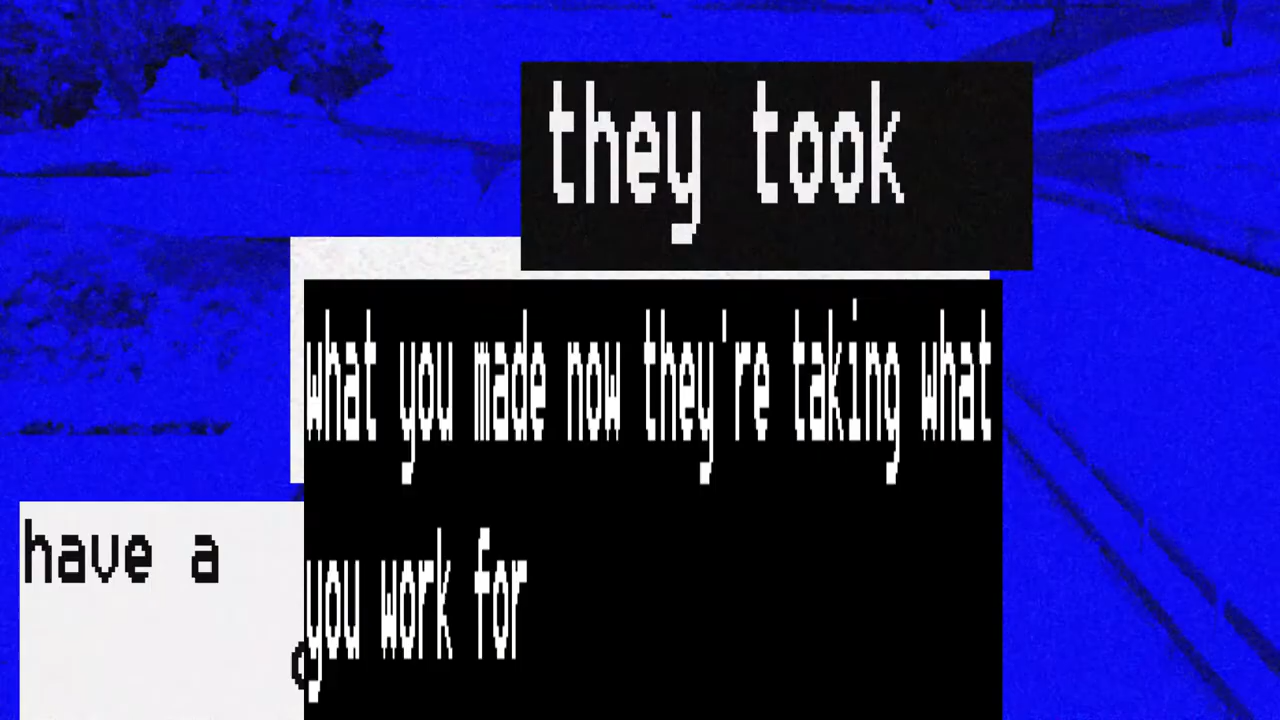 they took
what you made now they're taking what
you work for
have a